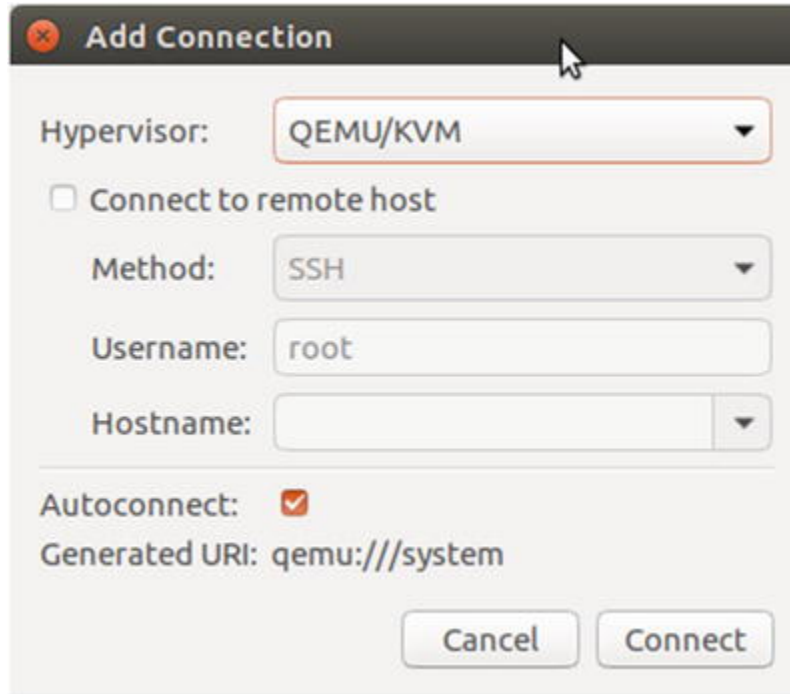 Add Connection
Hypervisor: QEMU/KVM
Connect to remote host
Method: SSH
Username: root
Hostname:
Autoconnect:
Generated URI: qemu:///system
Cancel Connect